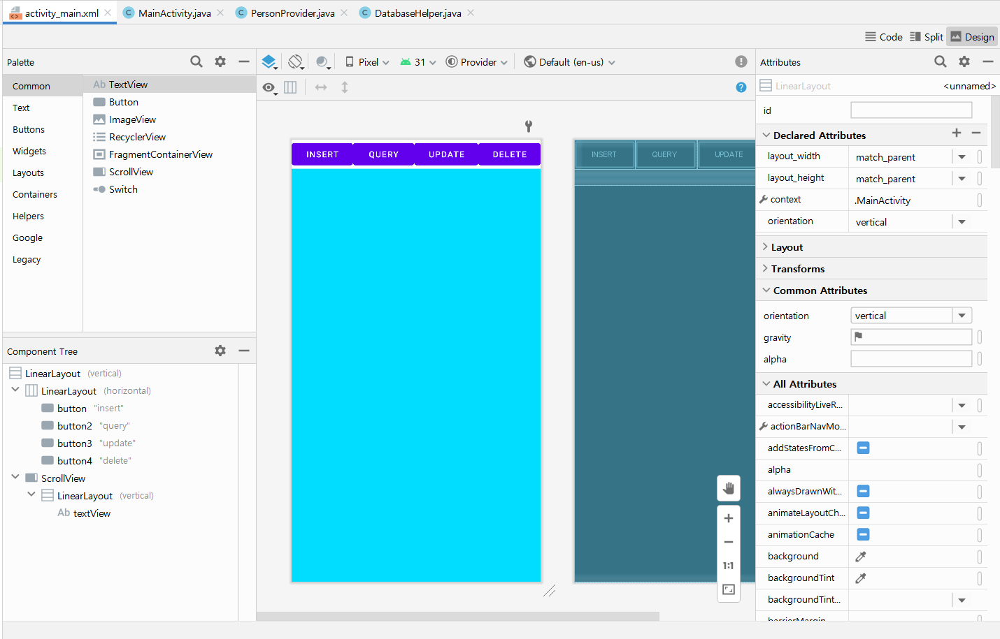 activity_main.xml
MainActivity.java
PersonProvider.java
DatabaseHelper.java
Code
Split
Design
Palette
Pixel
31
Provider
Default (en-us)
Attributes
Common
Text
Buttons
Widgets
Layouts
Containers
Helpers
Google
Legacy
Ab TextView
Button
ImageView
RecyclerView
FragmentContainerView
ScrollView
Switch
Component Tree
LinearLayout (vertical)
LinearLayout (horizontal)
button "insert"
button2 "query"
button3 "update"
button4 "delete"
ScrollView
LinearLayout (vertical)
Ab textView
INSERT QUERY UPDATE DELETE
INSERT QUERY UPDATE
1:1
LinearLayout <unnamed>
id
Declared Attributes
layout_width match_parent
layout_height match_parent
context .MainActivity
orientation vertical
Layout
Transforms
Common Attributes
orientation vertical
gravity
alpha
All Attributes
accessibilityLiveR...
actionBarNavMo...
addStatesFromC...
alpha
alwaysDrawnWit...
animateLayoutCh...
animationCache
background
backgroundTint
backgroundTint...
barrierMargin